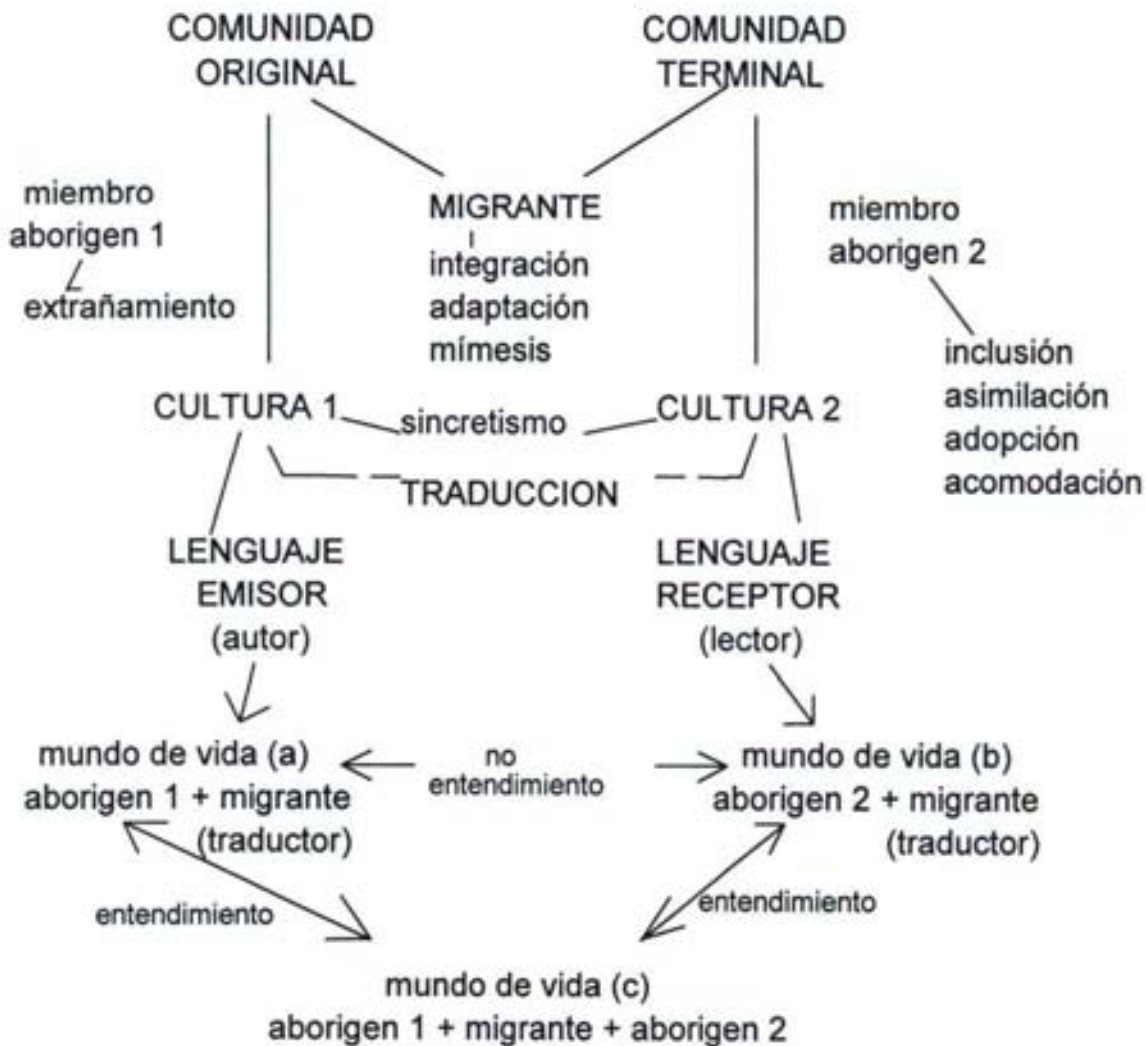 COMUNIDAD
ORIGINAL
COMUNIDAD
TERMINAL
miembro
aborigen 1
extrañamiento
MIGRANTE
integración
adaptación
mímesis
miembro
aborigen 2
inclusión
asimilación
adopción
acomodación
CULTURA 1
sincretismo
CULTURA 2
TRADUCCION
LENGUAJE
EMISOR
(autor)
LENGUAJE
RECEPTOR
(lector)
mundo de vida (a)
aborigen 1 + migrante
(traductor)
no
entendimiento
mundo de vida (b)
aborigen 2 + migrante
(traductor)
entendimiento
entendimiento
mundo de vida (c)
aborigen 1 + migrante + aborigen 2